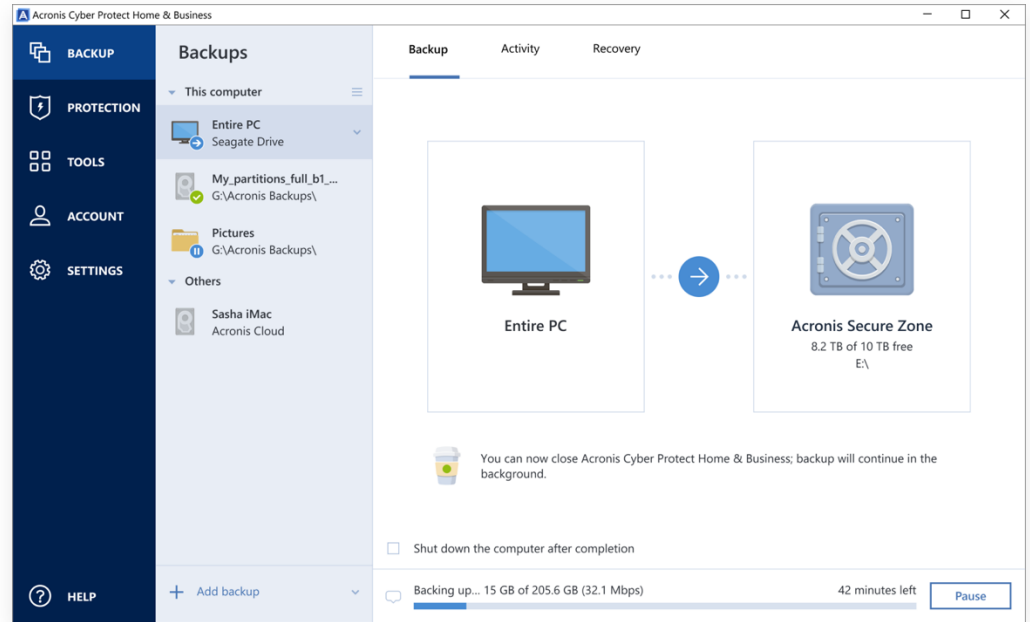 Acronis Cyber Protect Home & Business
BACKUP
PROTECTION
TOOLS
ACCOUNT
SETTINGS
HELP
Backups
This computer
Entire PC
Seagate Drive
My_partitions_full_b1_...
G:\Acronis Backups\
Pictures
G:\Acronis Backups\
Others
Sasha iMac
Acronis Cloud
Add backup
Backup Activity Recovery
Entire PC
Acronis Secure Zone
8.2 TB of 10 TB free
E:\
You can now close Acronis Cyber Protect Home & Business; backup will continue in the
background.
Shut down the computer after completion
Backing up... 15 GB of 205.6 GB (32.1 Mbps) 42 minutes left
Pause